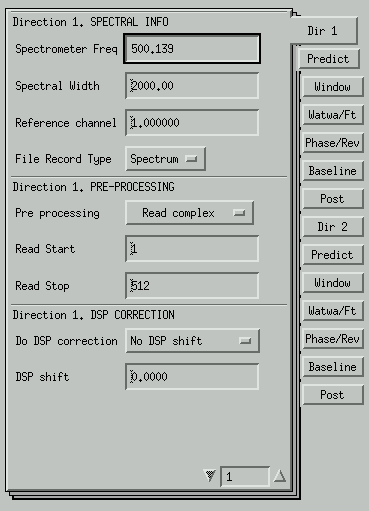 Direction 1. SPECTRAL INFO
Spectrometer Freq 500.139
Spectral Width 2000.00
Reference channel 1.000000
File Record Type Spectrum
Direction 1. PRE-PROCESSING
Pre processing Read complex
Read Start 1
Read Stop 512
Direction 1. DSP CORRECTION
Do DSP correction No DSP shift
DSP shift 0.0000
1
Dir 1
Predict
Window
Watwa/Ft
Phase/Rev
Baseline
Post
Dir 2
Predict
Window
Watwa/Ft
Phase/Rev
Baseline
Post